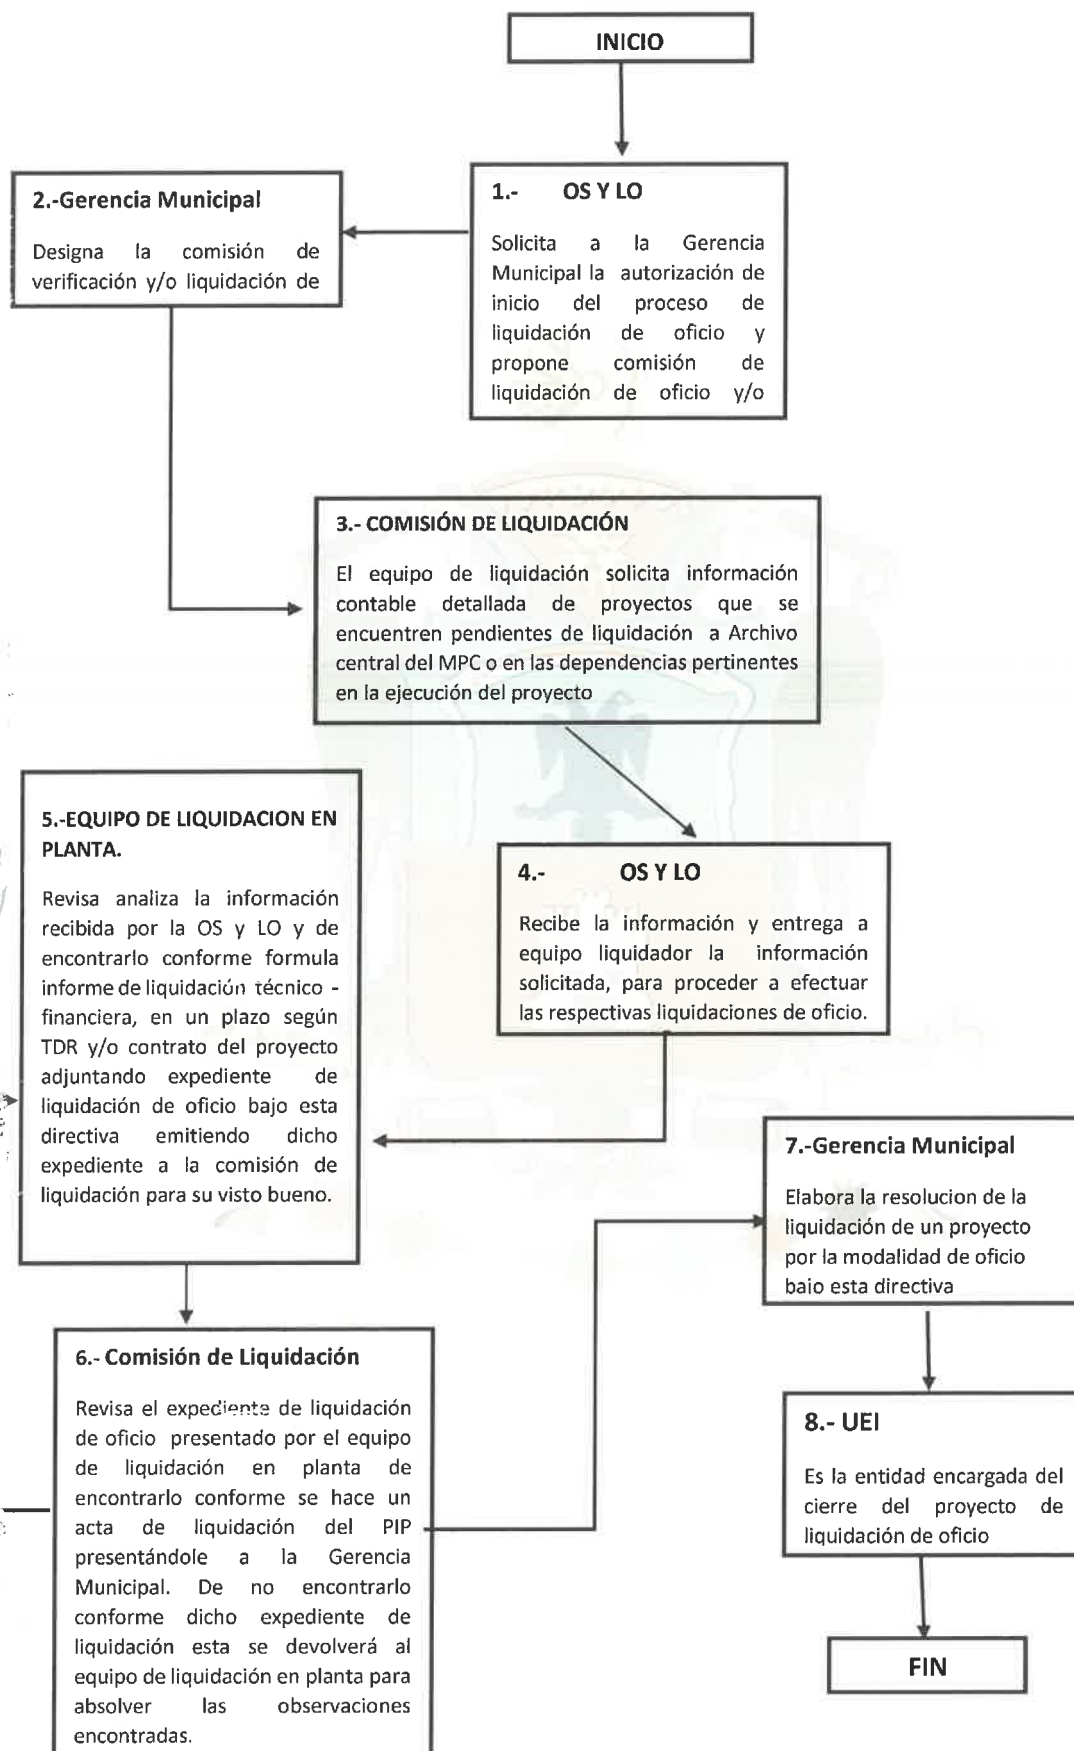 INICIO
1.- OS Y LO
Solicita a la Gerencia
Municipal la autorización de
inicio del proceso de
liquidación de oficio y
propone comisión de
liquidación de oficio y/o
2.-Gerencia Municipal
Designa la comisión de
verificación y/o liquidación de
3.- COMISIÓN DE LIQUIDACIÓN
El equipo de liquidación solicita información
contable detallada de proyectos que se
encuentren pendientes de liquidación a Archivo
central del MPC o en las dependencias pertinentes
en la ejecución del proyecto
4.- OS Y LO
Recibe la información y entrega a
equipo liquidador la información
solicitada, para proceder a efectuar
las respectivas liquidaciones de oficio.
5.-EQUIPO DE LIQUIDACION EN
PLANTA.
Revisa analiza la información
recibida por la OS y LO y de
encontrarlo conforme formula
informe de liquidación técnico -
financiera, en un plazo según
TDR y/o contrato del proyecto
adjuntando expediente de
liquidación de oficio bajo esta
directiva emitiendo dicho
expediente a la comisión de
liquidación para su visto bueno.
6.- Comisión de Liquidación
Revisa el expediente de liquidación
de oficio presentado por el equipo
de liquidación en planta de
encontrarlo conforme se hace un
acta de liquidación del PIP
presentándole a la Gerencia
Municipal. De no encontrarlo
conforme dicho expediente de
liquidación esta se devolverá al
equipo de liquidación en planta para
absolver las observaciones
encontradas.
7.-Gerencia Municipal
Elabora la resolucion de la
liquidación de un proyecto
por la modalidad de oficio
bajo esta directiva
8.- UEI
Es la entidad encargada del
cierre del proyecto de
liquidación de oficio
FIN